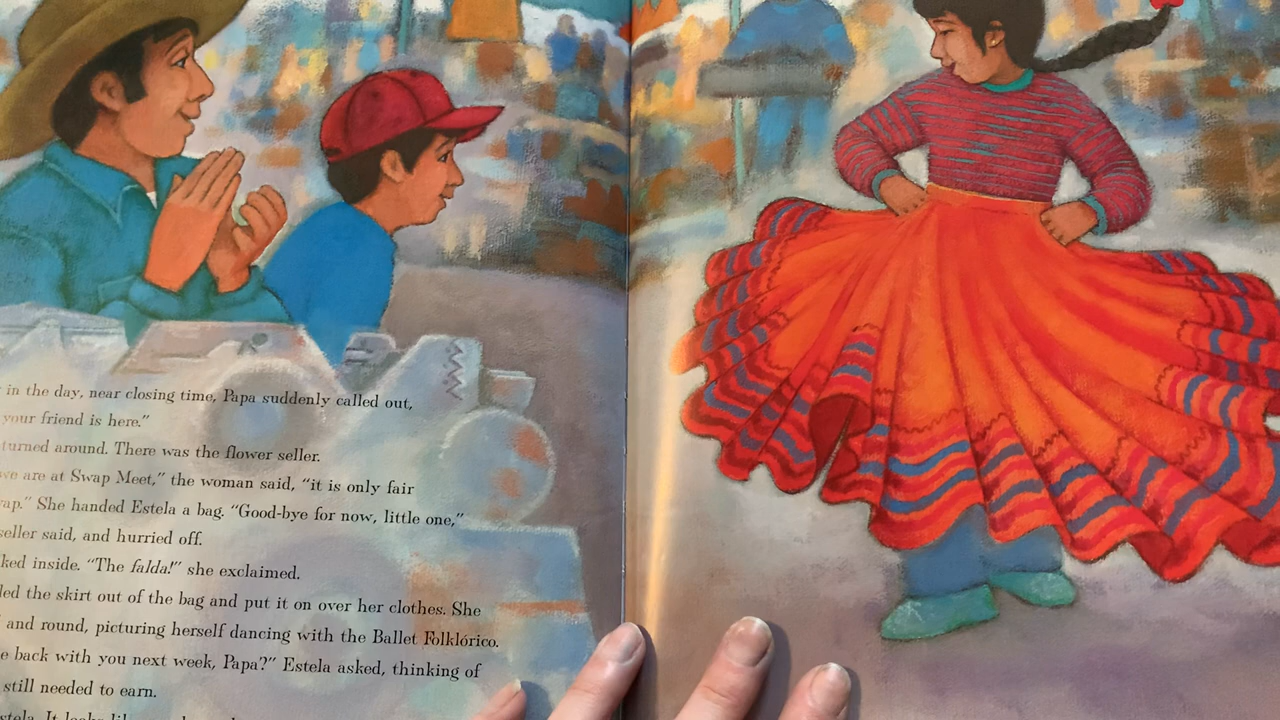 in the day, near closing time, Papa suddenly called out,
your friend is here.”
turned around. There was the flower seller.
we are at Swap Meet,” the woman said, “it is only fair
ap.” She handed Estela a bag. “Good-bye for now, little one,”
seller said, and hurried off.
ked inside. “The falda!” she exclaimed.
led the skirt out of the bag and put it on over her clothes. She
and round, picturing herself dancing with the Ballet Folklórico.
e back with you next week, Papa?” Estela asked, thinking of
still needed to earn.